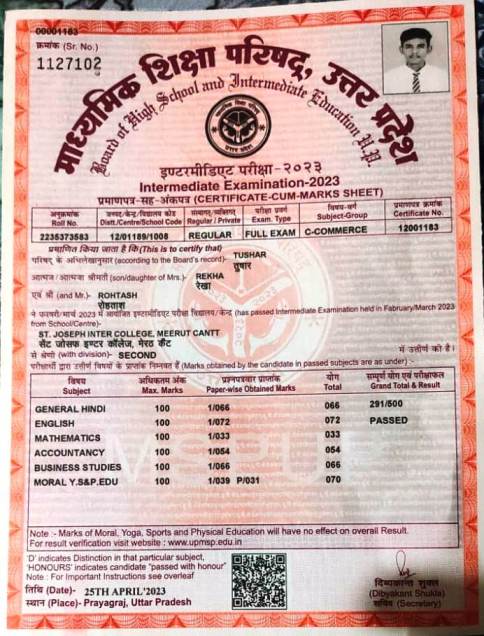 00001183
क्रमांक (Sr. No.)
1127102
माध्यमिक शिक्षा परिषद्, उत्तर प्रदेश
Board of High School and Intermediate Education U.P.
इण्टरमीडिएट परीक्षा-२०२३
Intermediate Examination-2023
प्रमाणपत्र-सह-अंकपत्र (CERTIFICATE-CUM-MARKS SHEET)
अनुक्रमांक जनपद/केन्द्र/विद्यालय कोड संस्थागत/व्यक्तिगत परीक्षा प्रकार विषय-वर्ग प्रमाणपत्र क्रमांक
Roll No. Distt./Centre/School Code Regular / Private Exam. Type Subject-Group Certificate No.
2235373583 12/01189/1008 REGULAR FULL EXAM C-COMMERCE 12001183
प्रमाणित किया जाता है कि(This is to certify that)
परिषद् के अभिलेखानुसार (according to the Board's record)- TUSHAR
तुषार
आत्मज/आत्मजा श्रीमती (son/daughter of Mrs.)- REKHA
रेखा
एवं श्री (and Mr.)- ROHTASH
रोहताश
ने फरवरी/मार्च 2023 में आयोजित इण्टरमीडिएट परीक्षा विद्यालय/केन्द्र (has passed Intermediate Examination held in Fabruary/March 2023
from School/Centre)-
ST. JOSEPH INTER COLLEGE, MEERUT CANTT
सैंट जोसफ इण्टर कॉलेज, मेरठ कैंट
से श्रेणी (with division)- SECOND में उत्तीर्ण की है।
परीक्षार्थी द्वारा उत्तीर्ण विषयों के प्राप्तांक निम्नवत हैं (Marks obtained by the candidate in passed subjects are as under) :-
विषय अधिकतम अंक प्रश्नपत्रवार प्राप्तांक योग सम्पूर्ण योग एवं परीक्षाफल
Subject Max. Marks Paper-wise Obtained Marks Total Grand Total & Result
GENERAL HINDI 100 1/066 066 291/500
ENGLISH 100 1/072 072 PASSED
MATHEMATICS 100 1/033 033
ACCOUNTANCY 100 1/054 054
BUSINESS STUDIES 100 1/066 066
MORAL Y.S&P.EDU 100 1/039 P/031 070
MSPUP
Note :- Marks of Moral, Yoga, Sports and Physical Education will have no effect on overall Result.
For result verification visit website : www.upmsp.edu.in
'D' indicates Distinction in that particular subject,
'HONOURS' indicates candidate "passed with honour"
Note : For Important Instructions see overleaf
तिथि (Date)- 25TH APRIL'2023
स्थान (Place)- Prayagraj, Uttar Pradesh
दिव्यकान्त शुक्ल
(Dibyakant Shukla)
सचिव (Secretary)